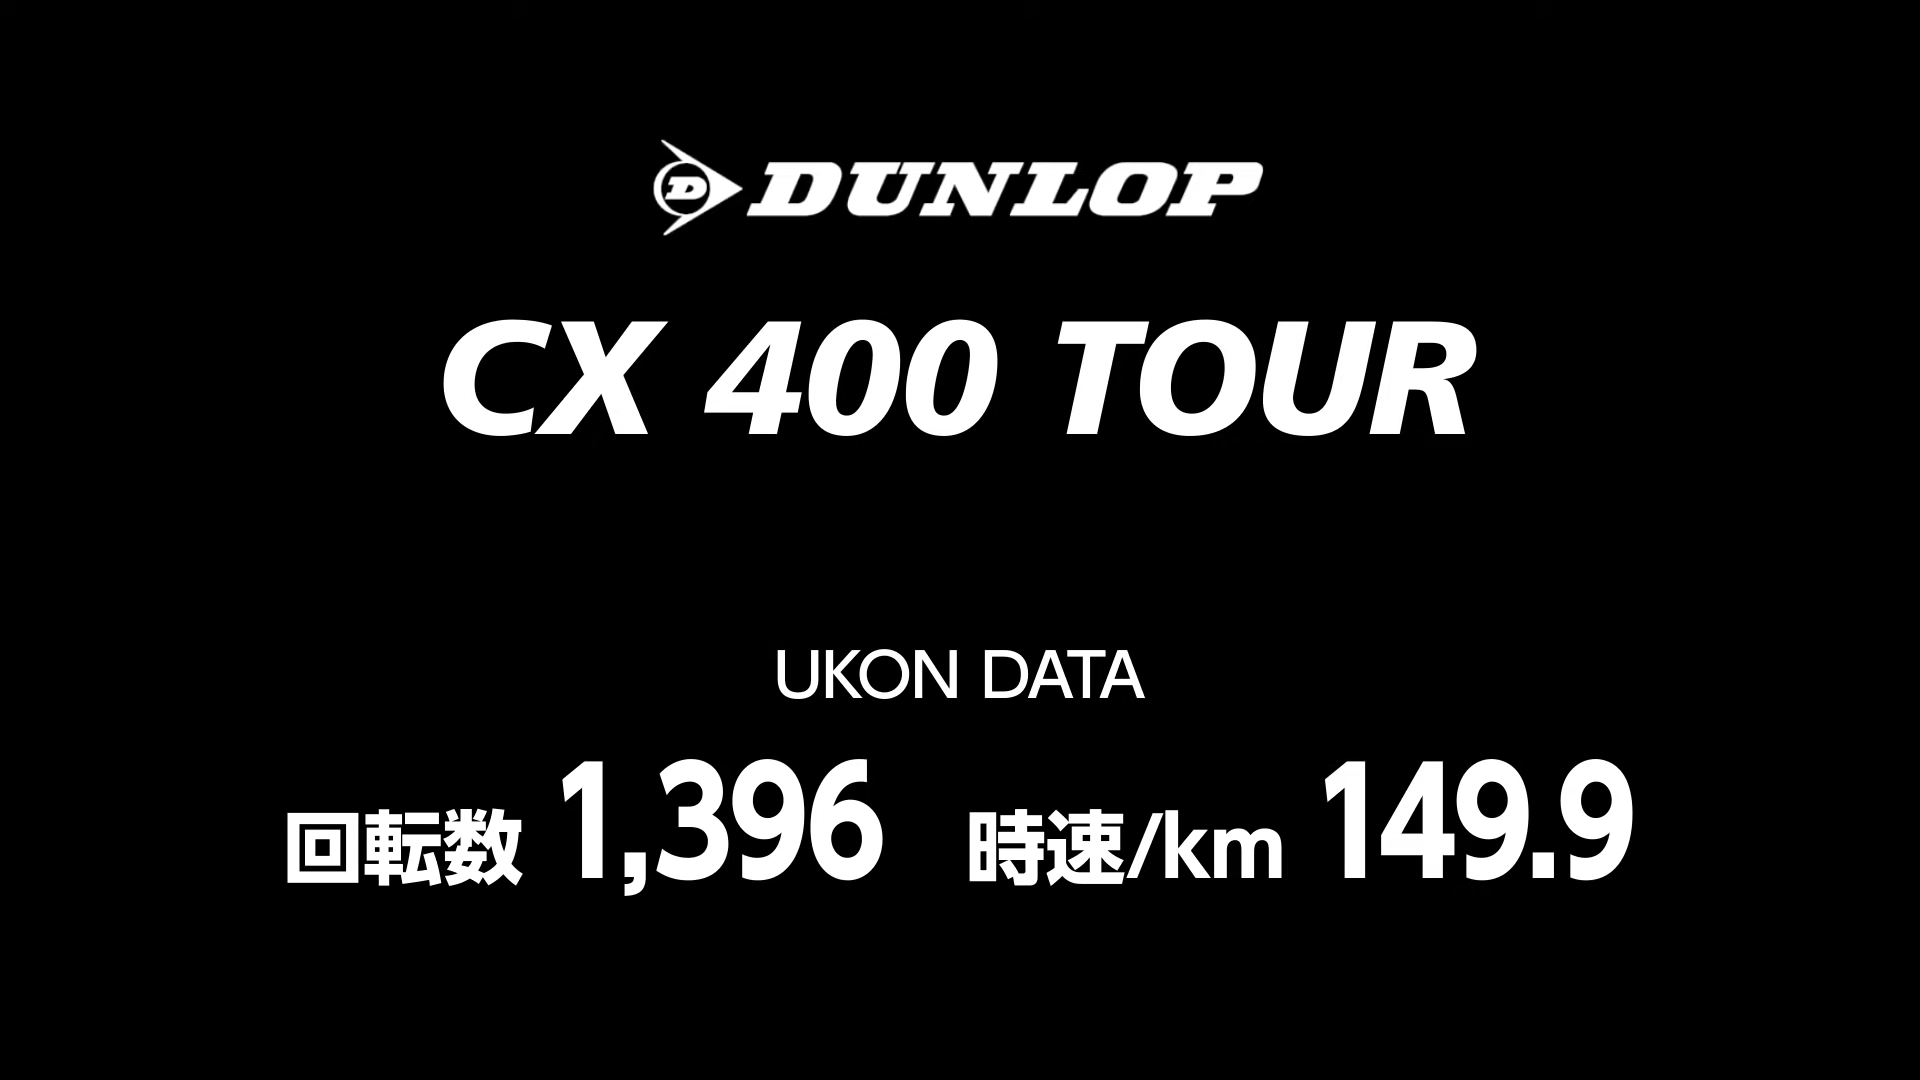 DUNLOP
CX 400 TOUR
UKON DATA
回転数 1,396 時速/km 149.9